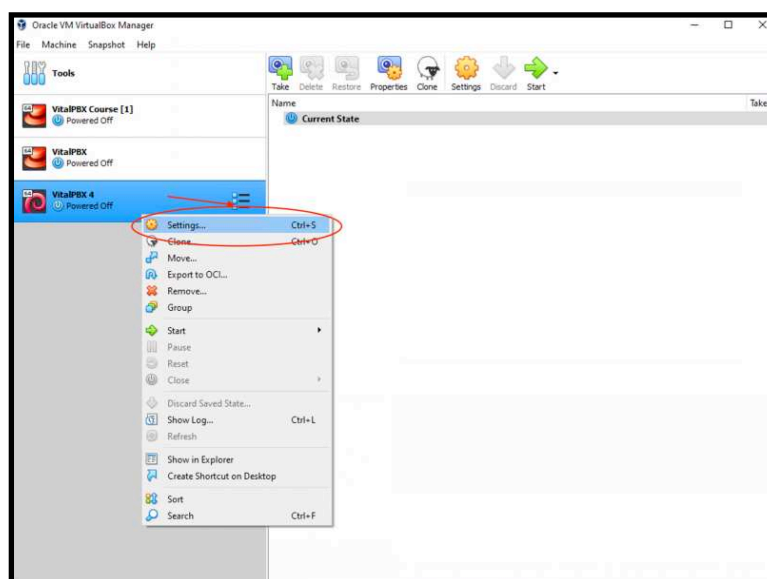 Oracle VM VirtualBox Manager
File Machine Snapshot Help
Tools
Take Delete Restore Properties Clone Settings Discard Start
Name Take
Current State
64
VitalPBX Course [1]
Powered Off
64
VitalPBX
Powered Off
64
VitalPBX 4
Powered Off
Settings... Ctrl+S
Clone... Ctrl+O
Move...
Export to OCI...
Remove...
Group
Start
Pause
Reset
Close
Discard Saved State...
Show Log... Ctrl+L
Refresh
Show in Explorer
Create Shortcut on Desktop
Sort
Search Ctrl+F